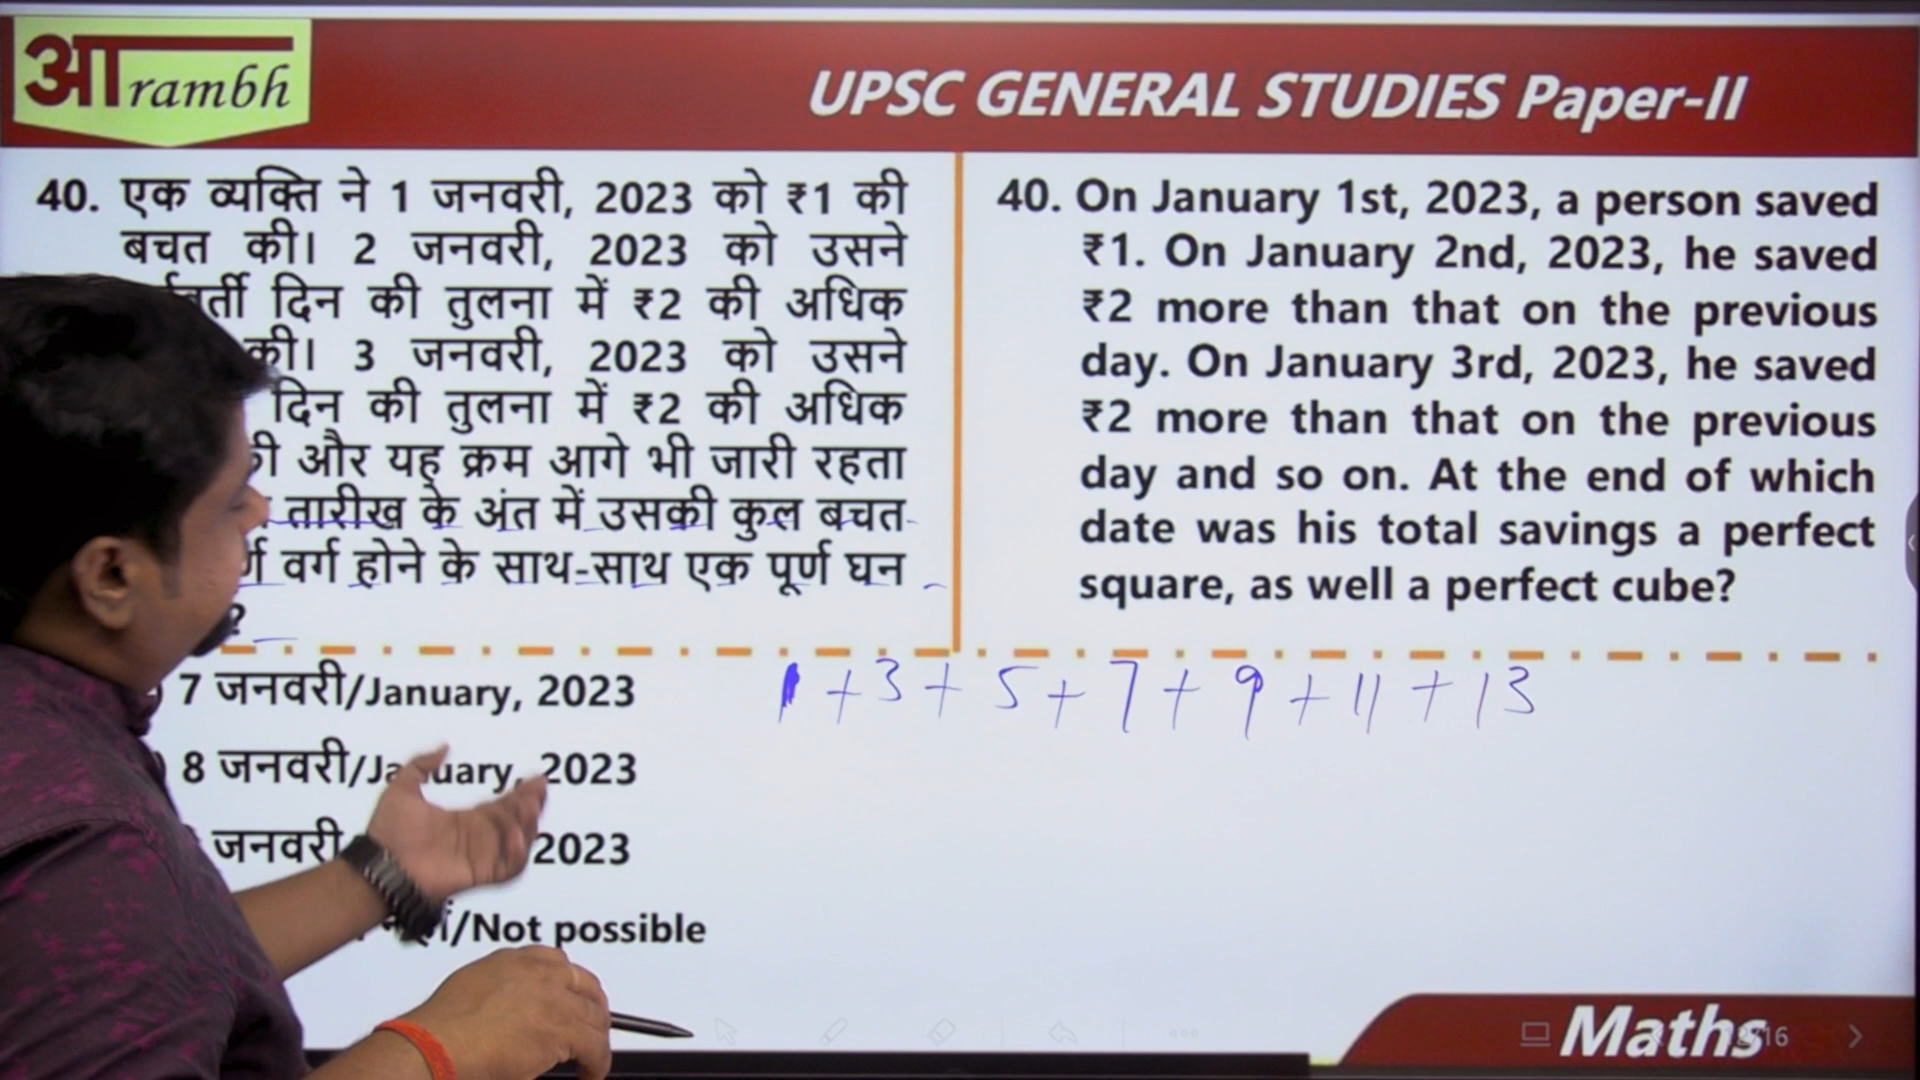 आrambh
UPSC GENERAL STUDIES Paper-II
40. एक व्यक्ति ने 1 जनवरी, 2023 को ₹1 की
बचत की। 2 जनवरी, 2023 को उसने
दिन की तुलना में ₹2 की अधिक
की। 3 जनवरी, 2023 को उसने
दिन की तुलना में ₹2 की अधिक
और यह क्रम आगे भी जारी रहता
तारीख के अंत में उसकी कुल बचत
वर्ग होने के साथ-साथ एक पूर्ण घन
?
40. On January 1st, 2023, a person saved
₹1. On January 2nd, 2023, he saved
₹2 more than that on the previous
day. On January 3rd, 2023, he saved
₹2 more than that on the previous
day and so on. At the end of which
date was his total savings a perfect
square, as well a perfect cube?
1 + 3 + 5 + 7 + 9 + 11 + 13
7 जनवरी/January, 2023
8 जनवरी/January, 2023
जनवरी 2023
/Not possible
Maths